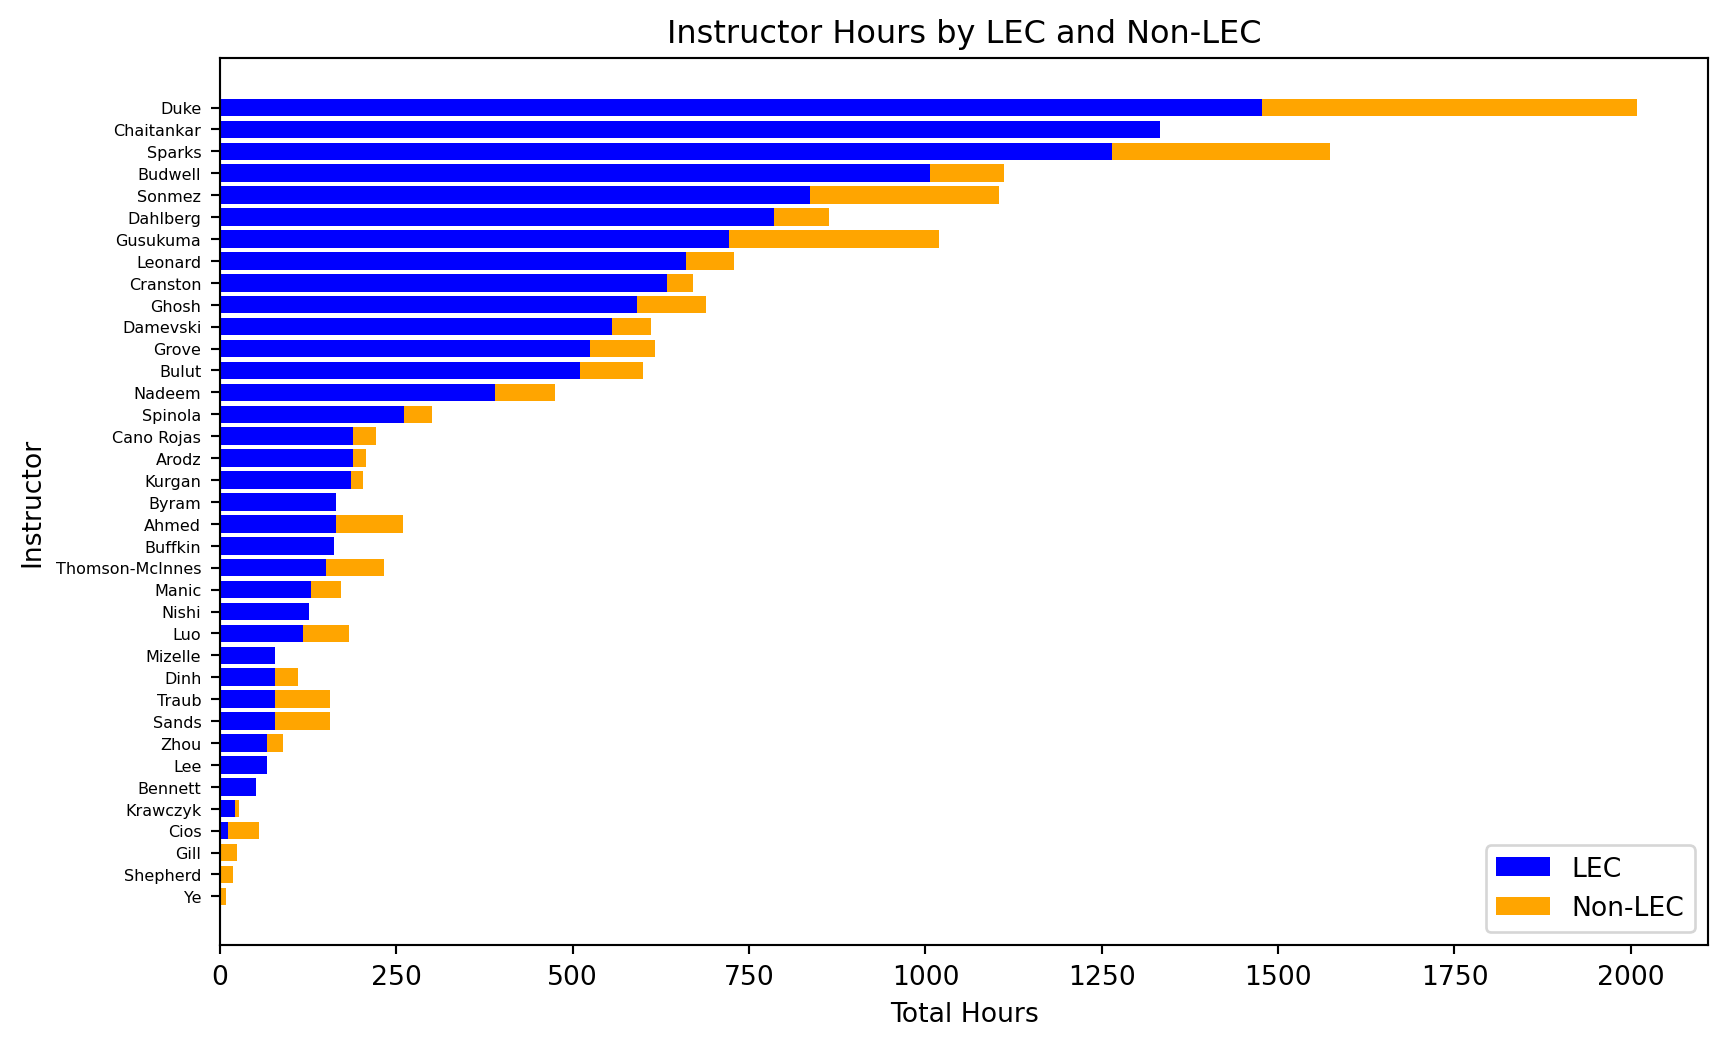 Instructor Hours by LEC and Non-LEC
Duke
Chaitankar
Sparks
Budwell
Sonmez
Dahlberg
Gusukuma
Leonard
Cranston
Ghosh
Damevski
Grove
Bulut
Nadeem
Spinola
Cano Rojas
Arodz
Kurgan
Byram
Ahmed
Buffkin
Thomson-McInnes
Manic
Nishi
Luo
Mizelle
Dinh
Traub
Sands
Zhou
Lee
Bennett
Krawczyk
Cios
Gill
Shepherd
Ye
Instructor
LEC
Non-LEC
0 250 500 750 1000 1250 1500 1750 2000
Total Hours